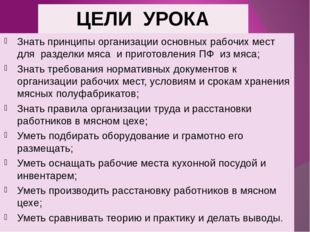 ЦЕЛИ УРОКА
Знать принципы организации основных рабочих мест
для разделки мяса и приготовления ПФ из мяса;
Знать требования нормативных документов к
организации рабочих мест, условиям и срокам хранения
мясных полуфабрикатов;
Знать правила организации труда и расстановки
работников в мясном цехе;
Уметь подбирать оборудование и грамотно его
размещать;
Уметь оснащать рабочие места кухонной посудой и
инвентарем;
Уметь производить расстановку работников в мясном
цехе;
Уметь сравнивать теорию и практику и делать выводы.